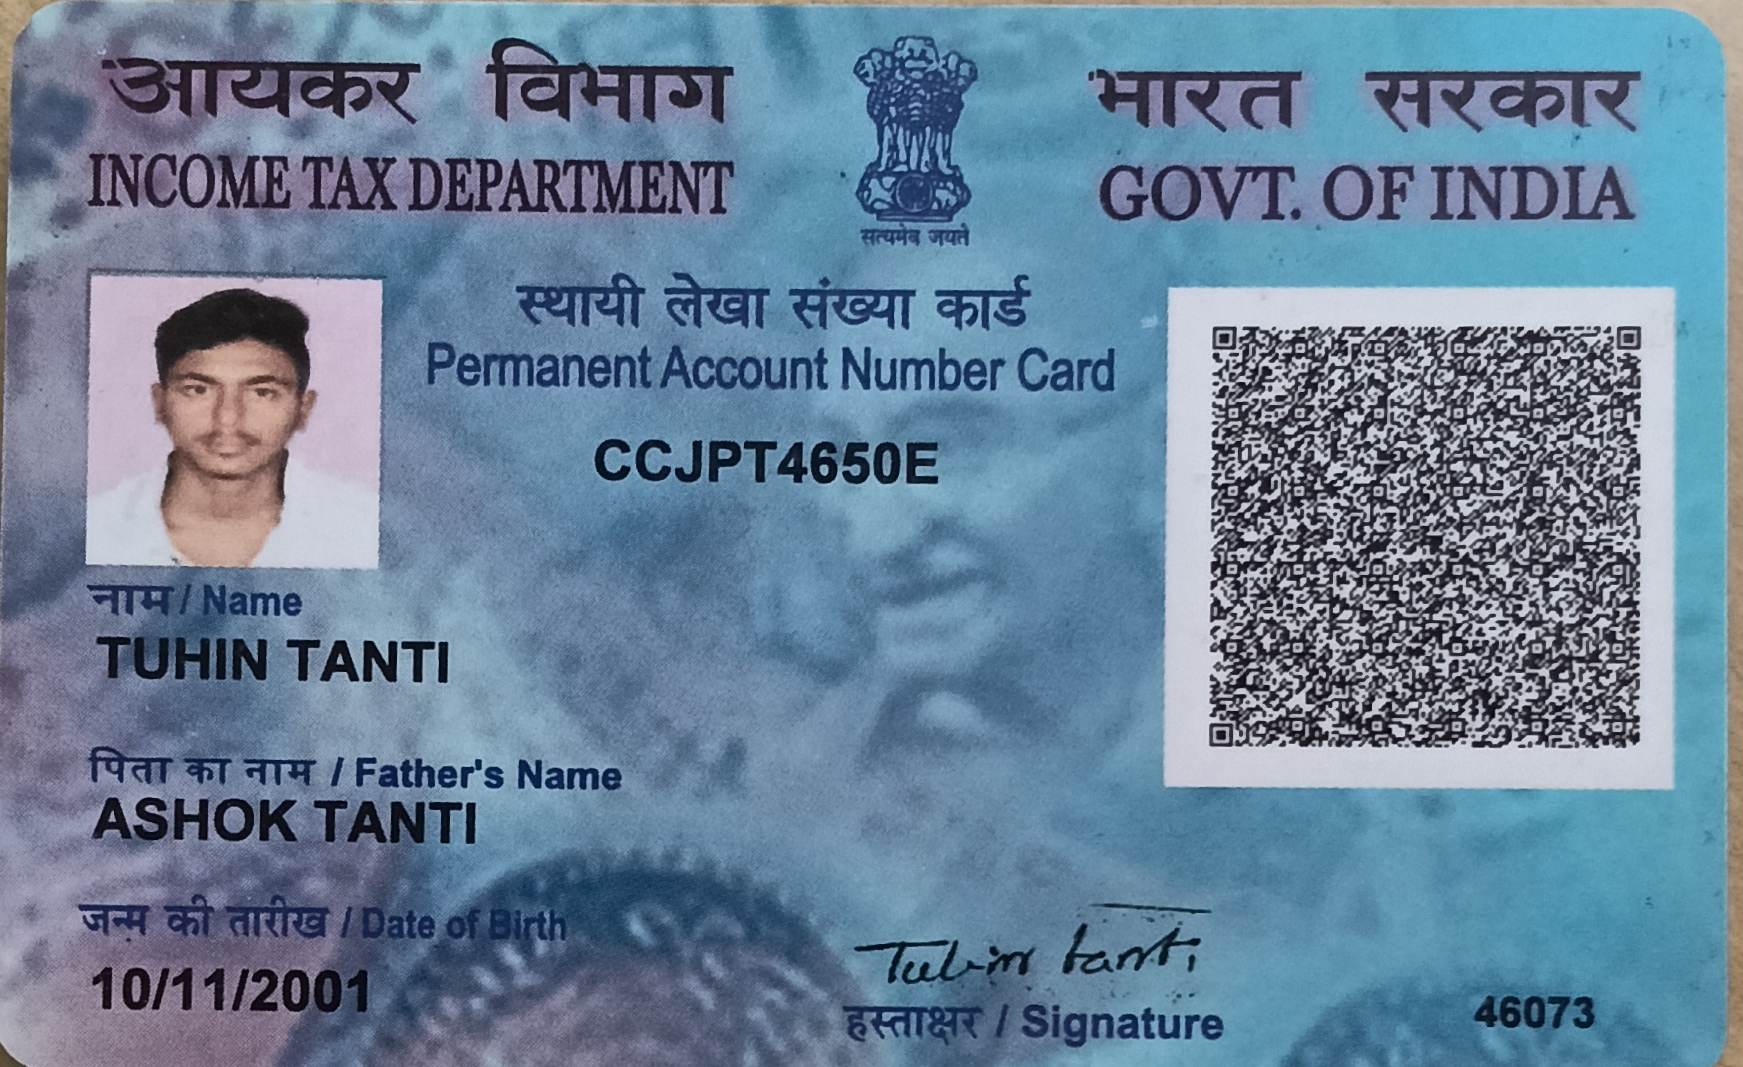 आयकर विभाग
INCOME TAX DEPARTMENT
सत्यमेव जयते
भारत सरकार
GOVT. OF INDIA
स्थायी लेखा संख्या कार्ड
Permanent Account Number Card
CCJPT4650E
नाम / Name
TUHIN TANTI
पिता का नाम / Father's Name
ASHOK TANTI
जन्म की तारीख / Date of Birth
10/11/2001
Tuhin tanti
हस्ताक्षर / Signature
46073